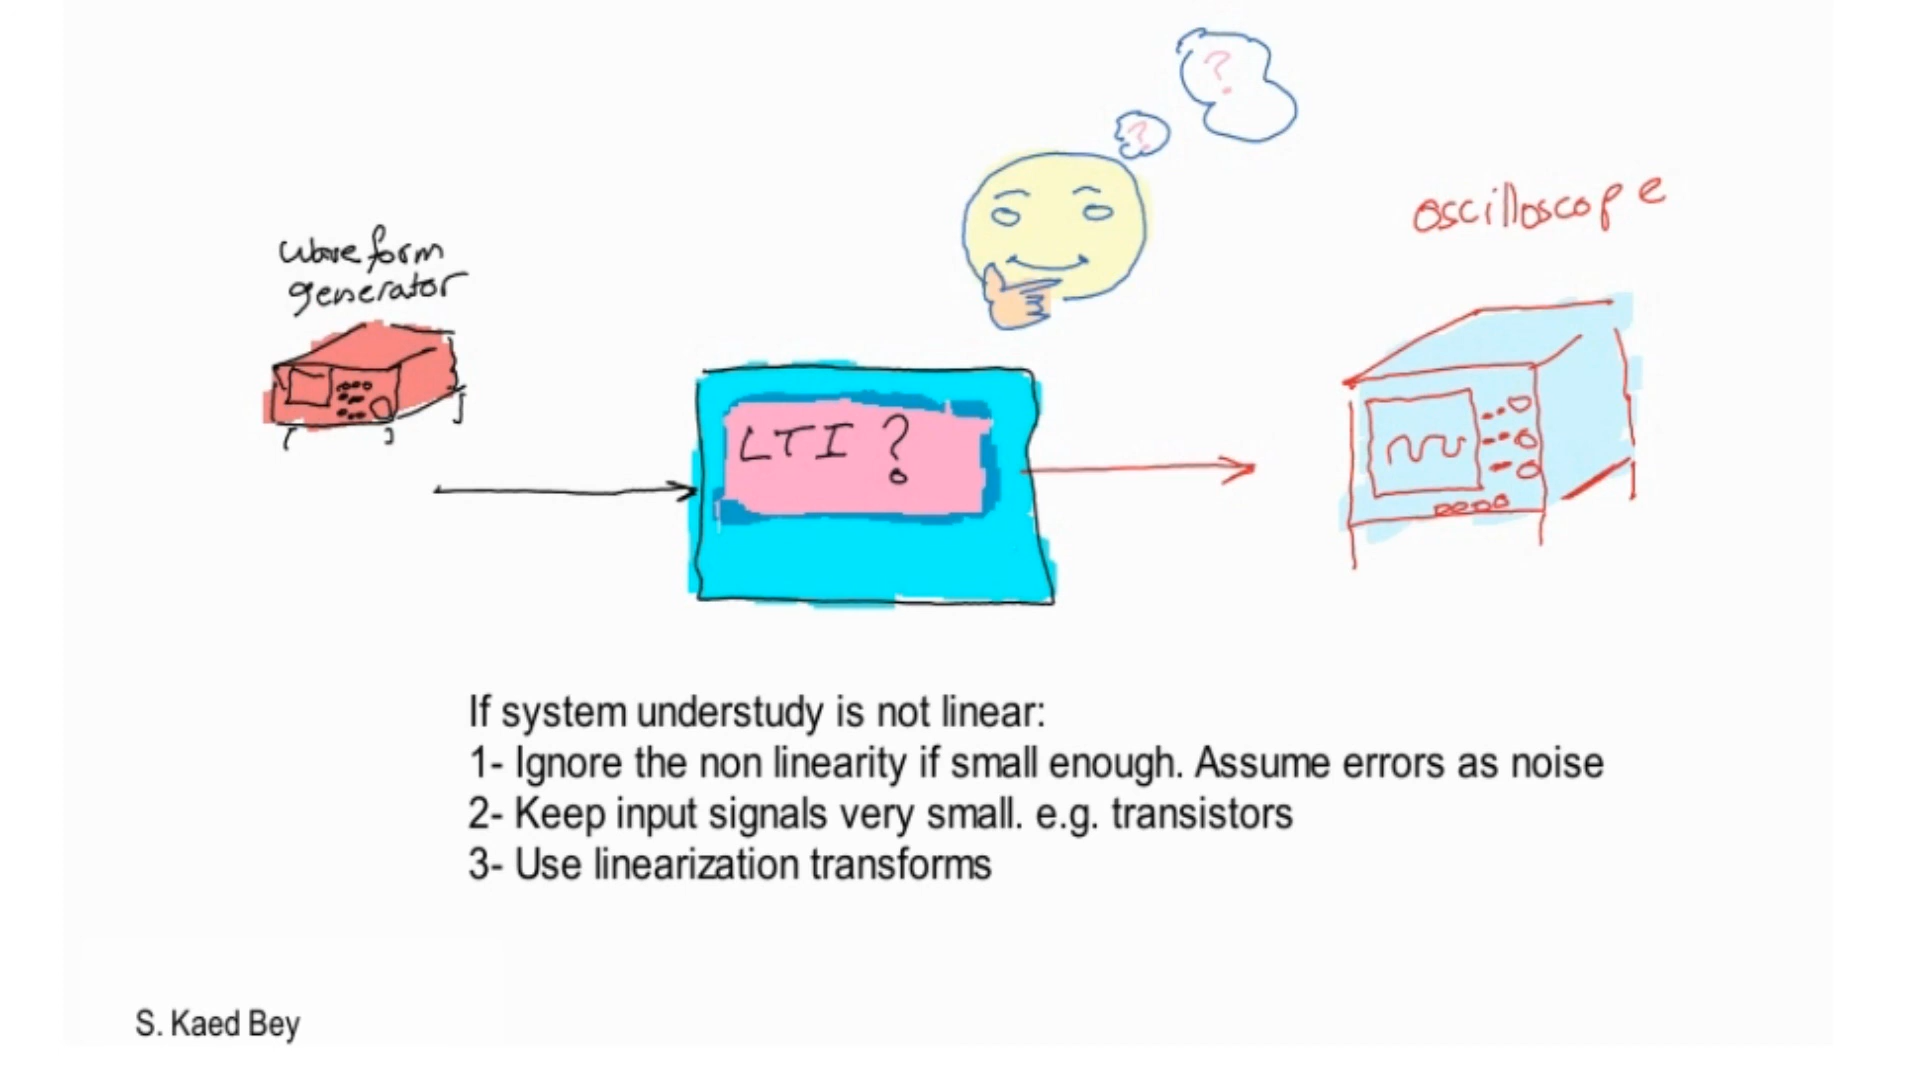 waveform
generator
oscilloscope
?
?
LTI ?
If system understudy is not linear:
1- Ignore the non linearity if small enough. Assume errors as noise
2- Keep input signals very small. e.g. transistors
3- Use linearization transforms
S. Kaed Bey